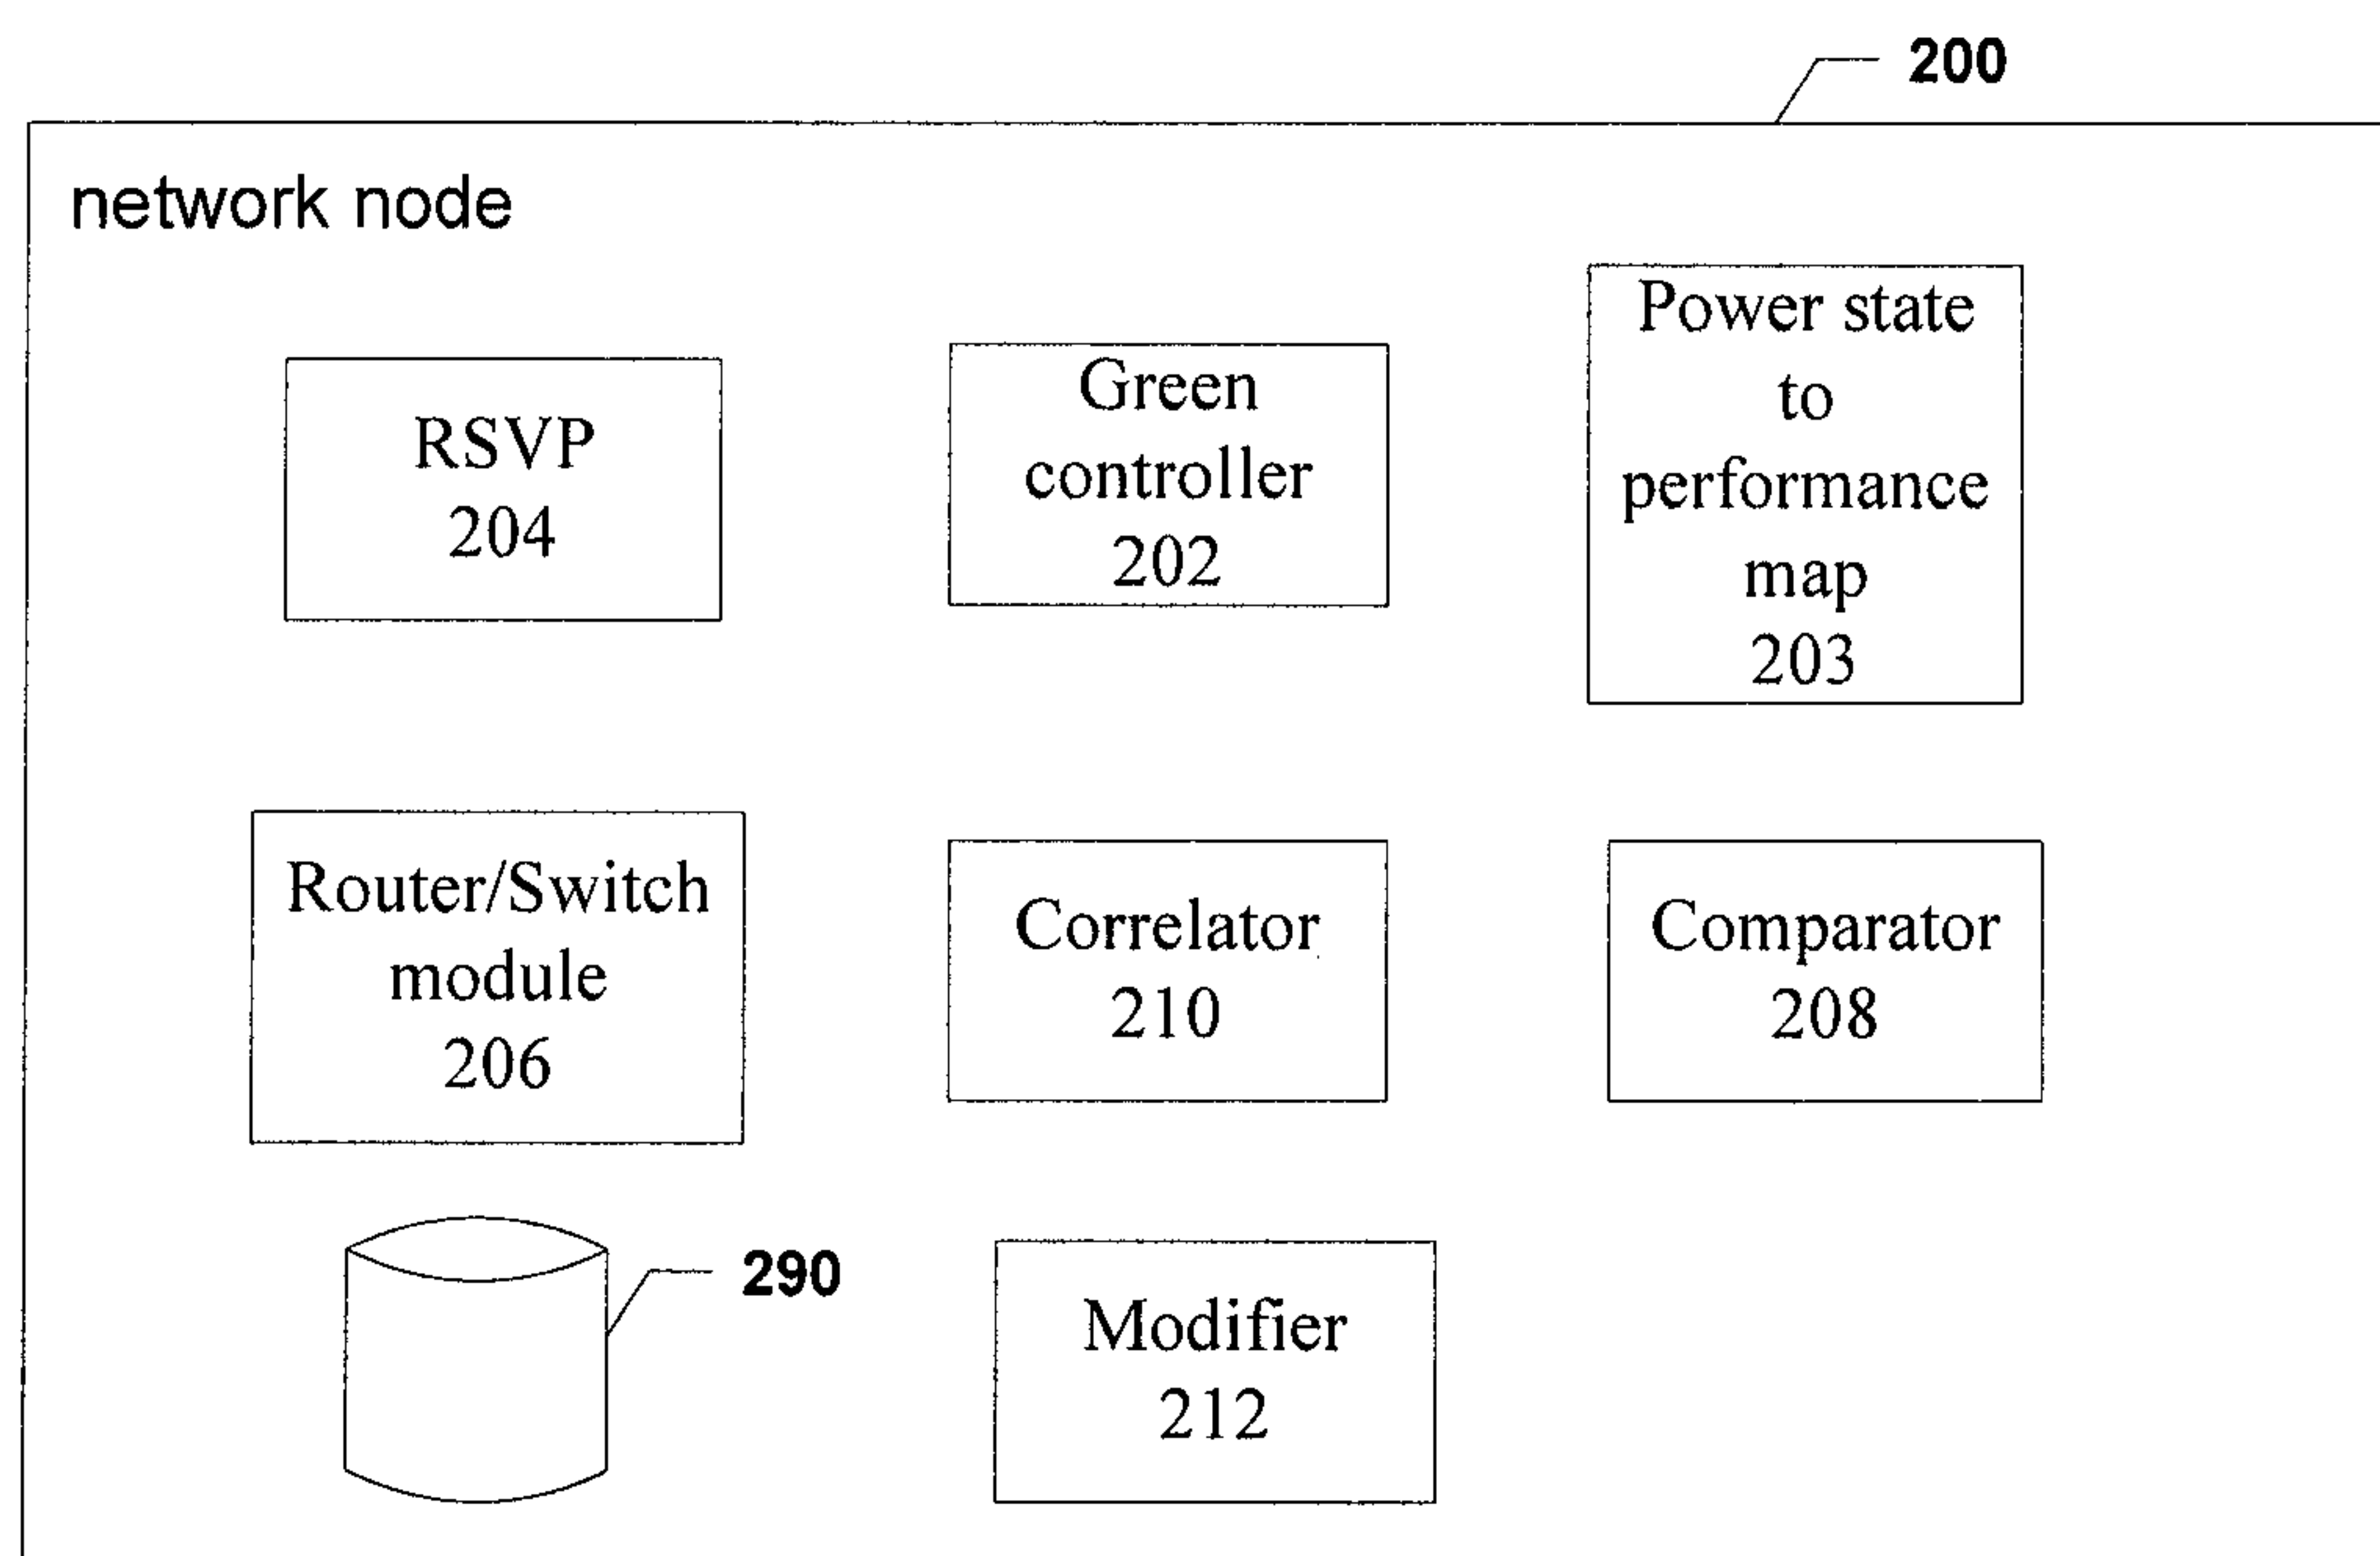 200
network node
RSVP
204
Green
controller
202
Power state
to
performance
map
203
Router/Switch
module
206
Correlator
210
Comparator
208
290
Modifier
212